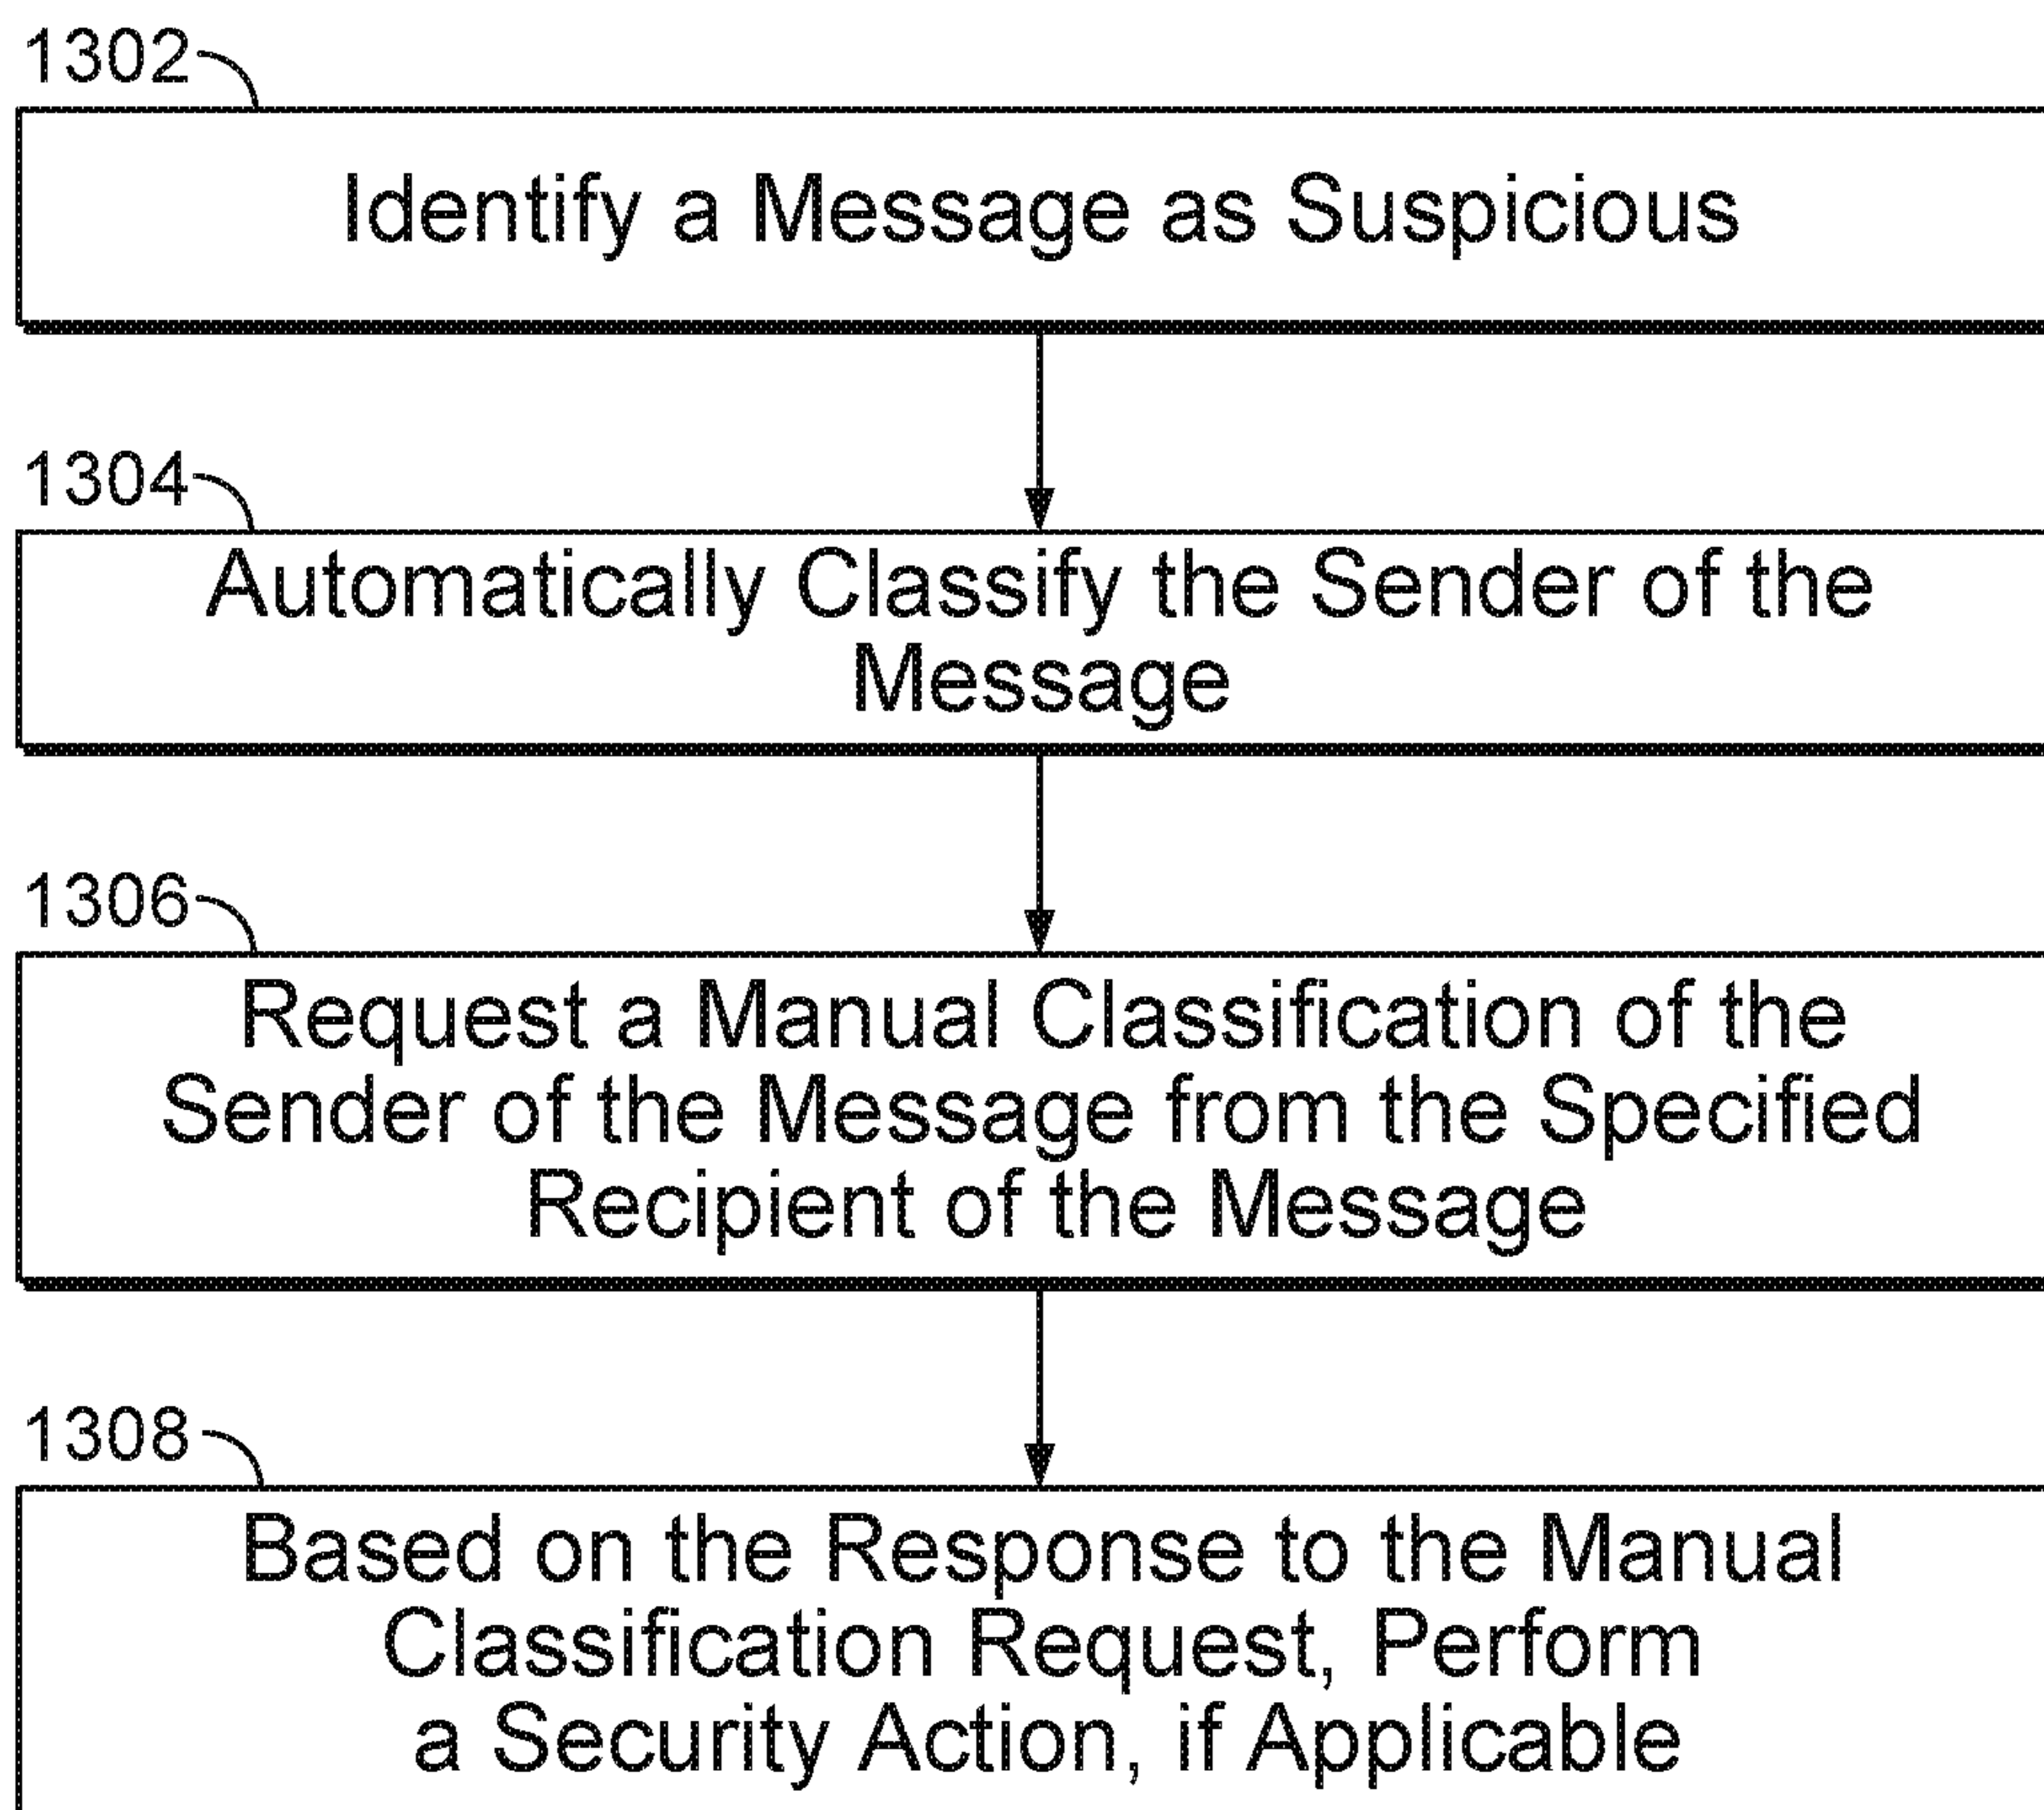 1302
Identify a Message as Suspicious
1304
Automatically Classify the Sender of the
Message
1306
Request a Manual Classification of the
Sender of the Message from the Specified
Recipient of the Message
1308
Based on the Response to the Manual
Classification Request, Perform
a Security Action, if Applicable